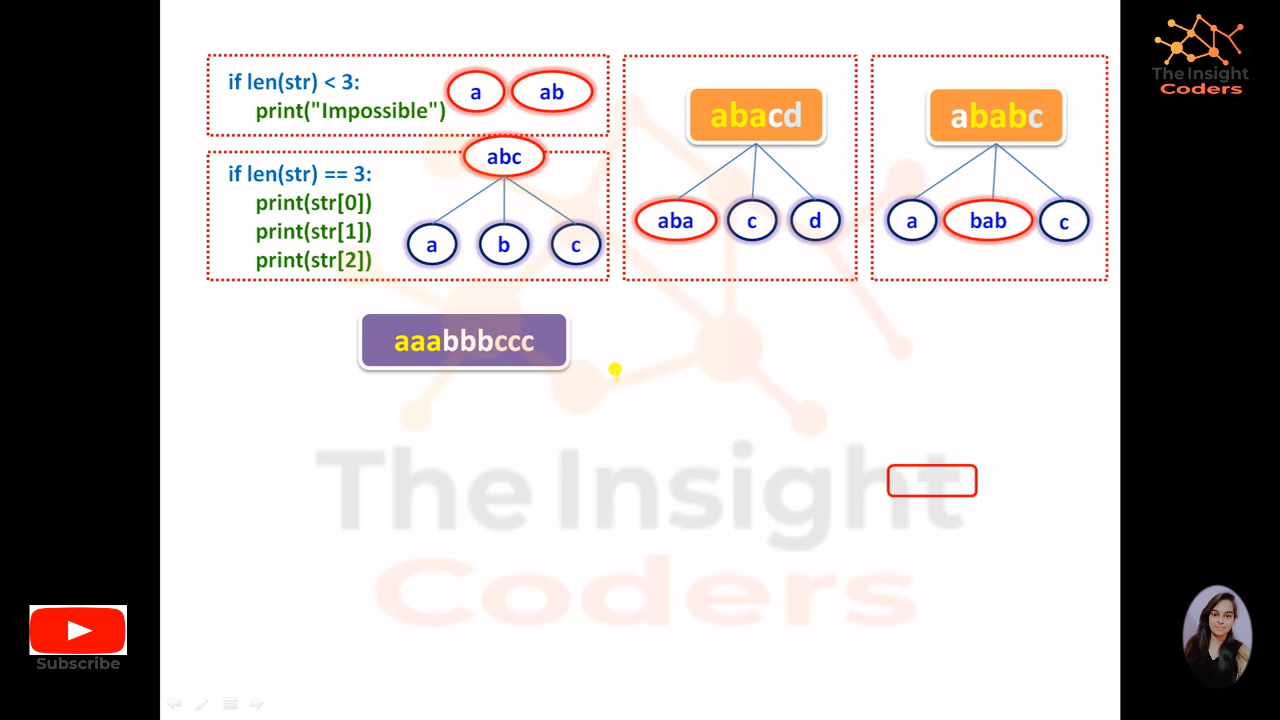 if len(str) < 3:
print("Impossible")
a
ab
abc
if len(str) == 3:
print(str[0])
print(str[1])
print(str[2])
a
b
c
abacd
aba
c
d
ababc
a
bab
c
aaabbbccc
The Insight
Coders
The Insight
Coders
Subscribe